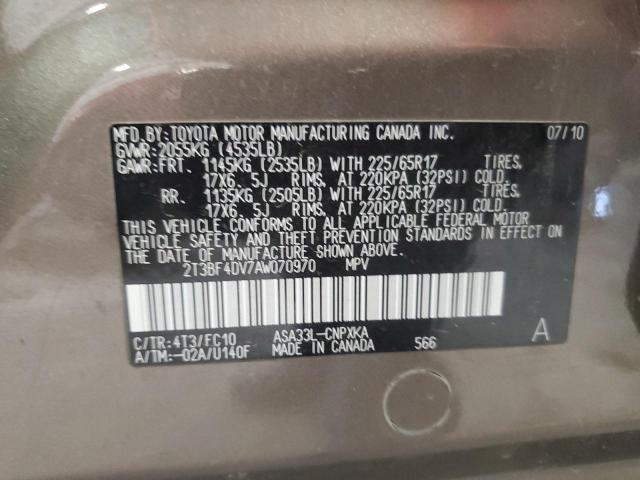 MFD. BY: TOYOTA MOTOR MANUFACTURING CANADA INC. 07/10
GVWR: 2055KG (4535LB)
GAWR: FRT. 1145KG (2535LB) WITH 225/65R17 TIRES,
17X6.5J RIMS, AT 220KPA (32PSI) COLD.
RR. 1135KG (2505LB) WITH 225/65R17 TIRES,
17X6.5J RIMS, AT 220KPA (32PSI) COLD.
THIS VEHICLE CONFORMS TO ALL APPLICABLE FEDERAL MOTOR
VEHICLE SAFETY AND THEFT PREVENTION STANDARDS IN EFFECT ON
THE DATE OF MANUFACTURE SHOWN ABOVE.
2T3BF4DV7AW070970 MPV
C/TR: 4T3/FC10 ASA33L-CNPXKA A
A/TM: -02A/U140F MADE IN CANADA 566